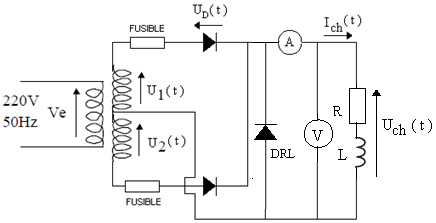 FUSIBLE
U_D(t)
I_ch(t)
A
220V
50Hz
Ve
U_1(t)
U_2(t)
R
V
U_ch(t)
DRL
L
FUSIBLE